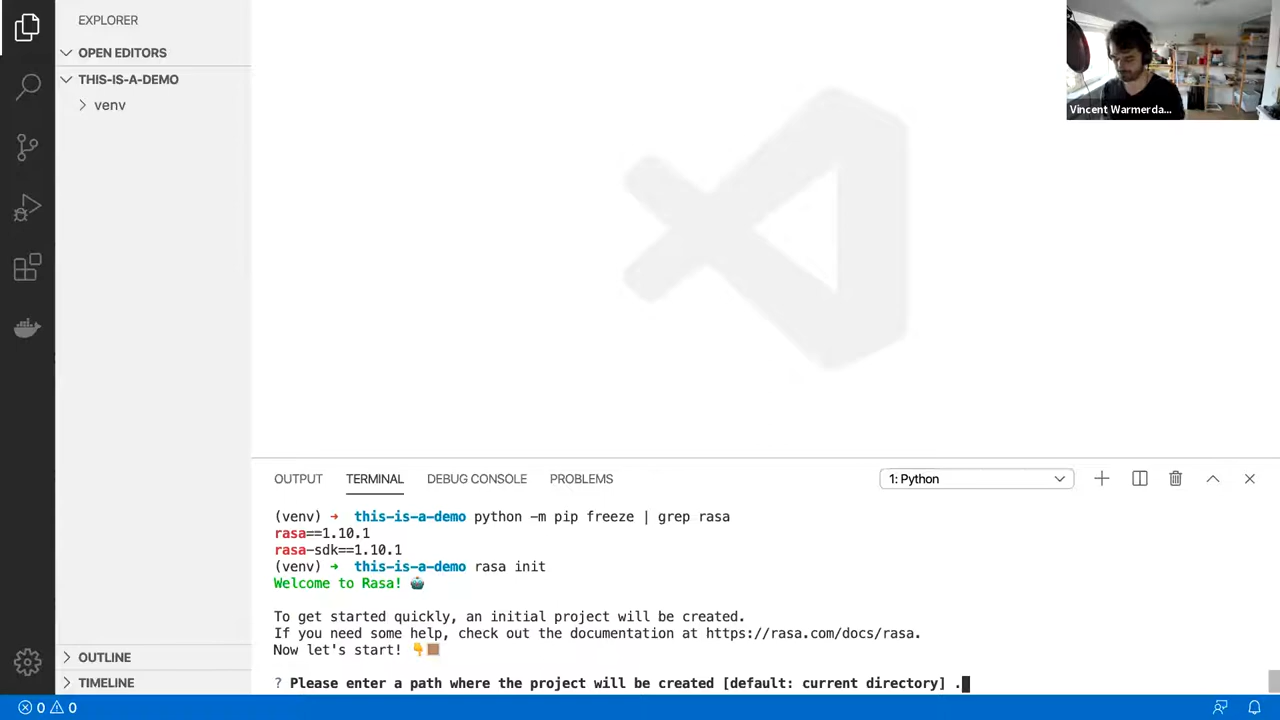 EXPLORER
OPEN EDITORS
THIS-IS-A-DEMO
venv
Vincent Warmerda...
OUTPUT
TERMINAL
DEBUG CONSOLE
PROBLEMS
1: Python
(venv) → this-is-a-demo python -m pip freeze | grep rasa
rasa==1.10.1
rasa-sdk==1.10.1
(venv) → this-is-a-demo rasa init
Welcome to Rasa! 🤖
To get started quickly, an initial project will be created.
If you need some help, check out the documentation at https://rasa.com/docs/rasa.
Now let's start! 👇🏽
? Please enter a path where the project will be created [default: current directory] .
OUTLINE
TIMELINE
0 0